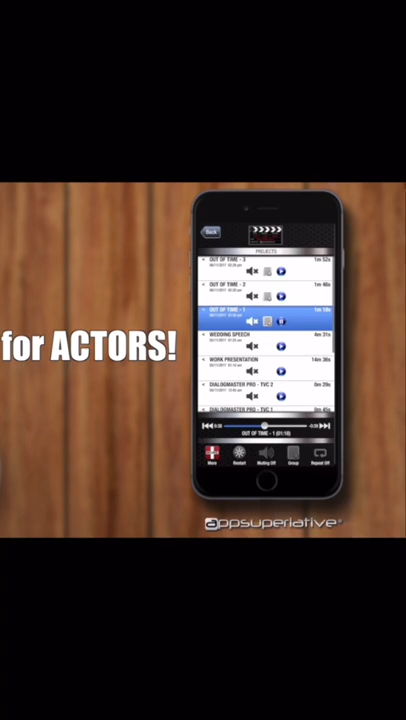 for ACTORS!
Back
PROJECTS
OUT OF TIME - 3
1m 52s
OUT OF TIME - 2
1m 46s
OUT OF TIME - 1
1m 10s
WEDDING SPEECH
4m 31s
WORK PRESENTATION
14m 36s
DIALOGMASTER PRO - TVC 2
0m 29s
DIALOGMASTER PRO - TVC 1
0m 45s
OUT OF TIME - 1 (01:10)
More
Restart
Muting Off
Group
Repeat Off
appsuperlative